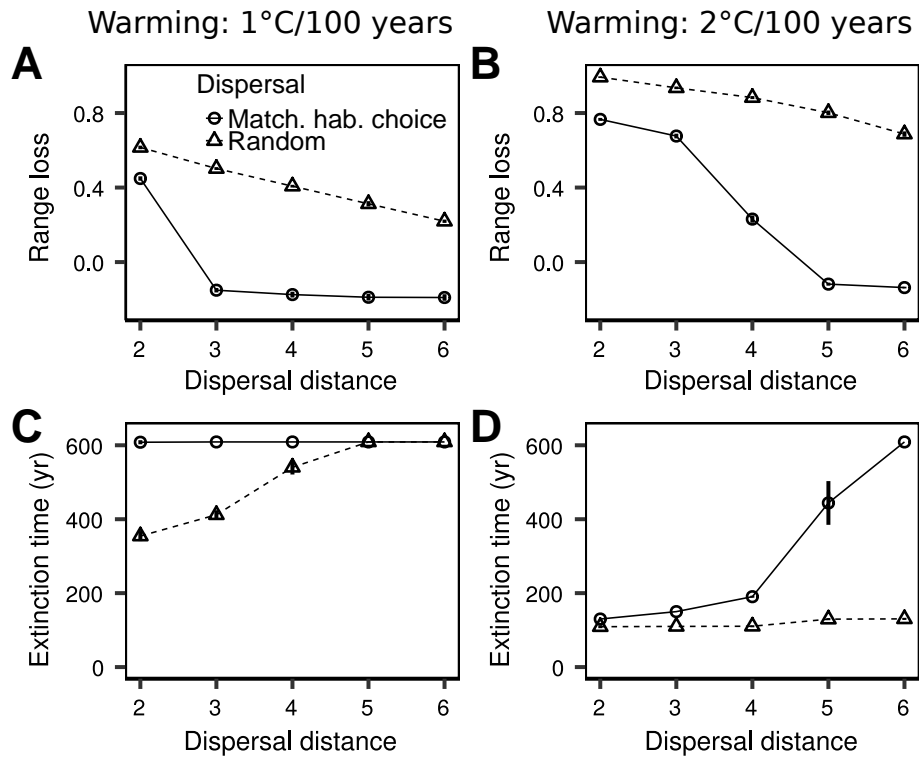 Warming: 1°C/100 years
Warming: 2°C/100 years
A
B
Dispersal
Match. hab. choice
Random
Range loss
0.8
0.4
0.0
2 3 4 5 6
Dispersal distance
Range loss
0.8
0.4
0.0
2 3 4 5 6
Dispersal distance
C
D
Extinction time (yr)
600
400
200
0
2 3 4 5 6
Dispersal distance
Extinction time (yr)
600
400
200
0
2 3 4 5 6
Dispersal distance